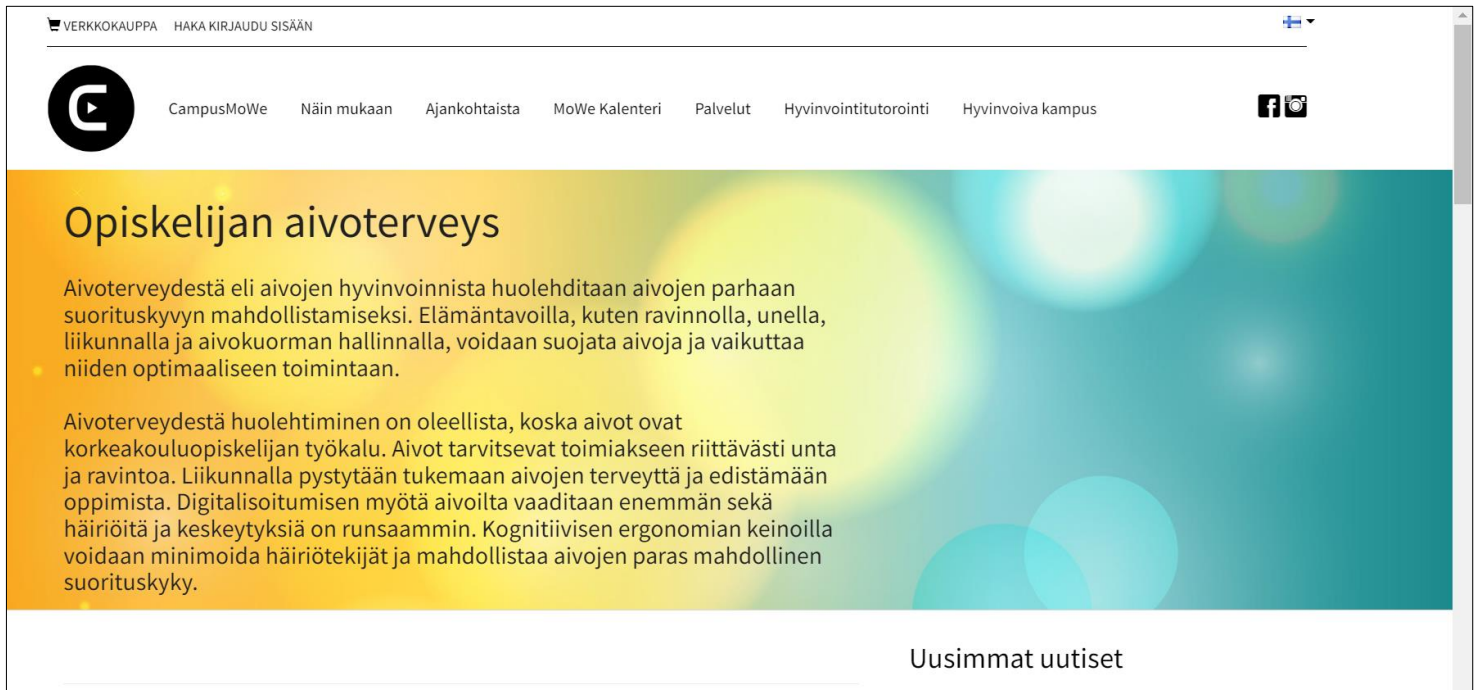 VERKKOKAUPPA HAKA KIRJAUDU SISÄÄN
CampusMoWe Näin mukaan Ajankohtaista MoWe Kalenteri Palvelut Hyvinvointitutorointi Hyvinvoiva kampus
Opiskelijan aivoterveys
Aivoterveydestä eli aivojen hyvinvoinnista huolehditaan aivojen parhaan
suorituskyvyn mahdollistamiseksi. Elämäntavoilla, kuten ravinnolla, unella,
liikunnalla ja aivokuorman hallinnalla, voidaan suojata aivoja ja vaikuttaa
niiden optimaaliseen toimintaan.
Aivoterveydestä huolehtiminen on oleellista, koska aivot ovat
korkeakouluopiskelijan työkalu. Aivot tarvitsevat toimiakseen riittävästi unta
ja ravintoa. Liikunnalla pystytään tukemaan aivojen terveyttä ja edistämään
oppimista. Digitalisoitumisen myötä aivoilta vaaditaan enemmän sekä
häiriöitä ja keskeytyksiä on runsaammin. Kognitiivisen ergonomian keinoilla
voidaan minimoida häiriötekijät ja mahdollistaa aivojen paras mahdollinen
suorituskyky.
Uusimmat uutiset